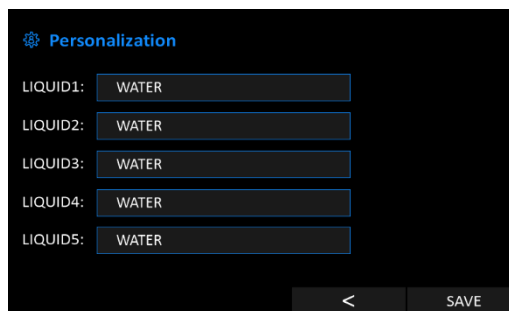 Personalization
LIQUID1: WATER
LIQUID2: WATER
LIQUID3: WATER
LIQUID4: WATER
LIQUID5: WATER
< SAVE